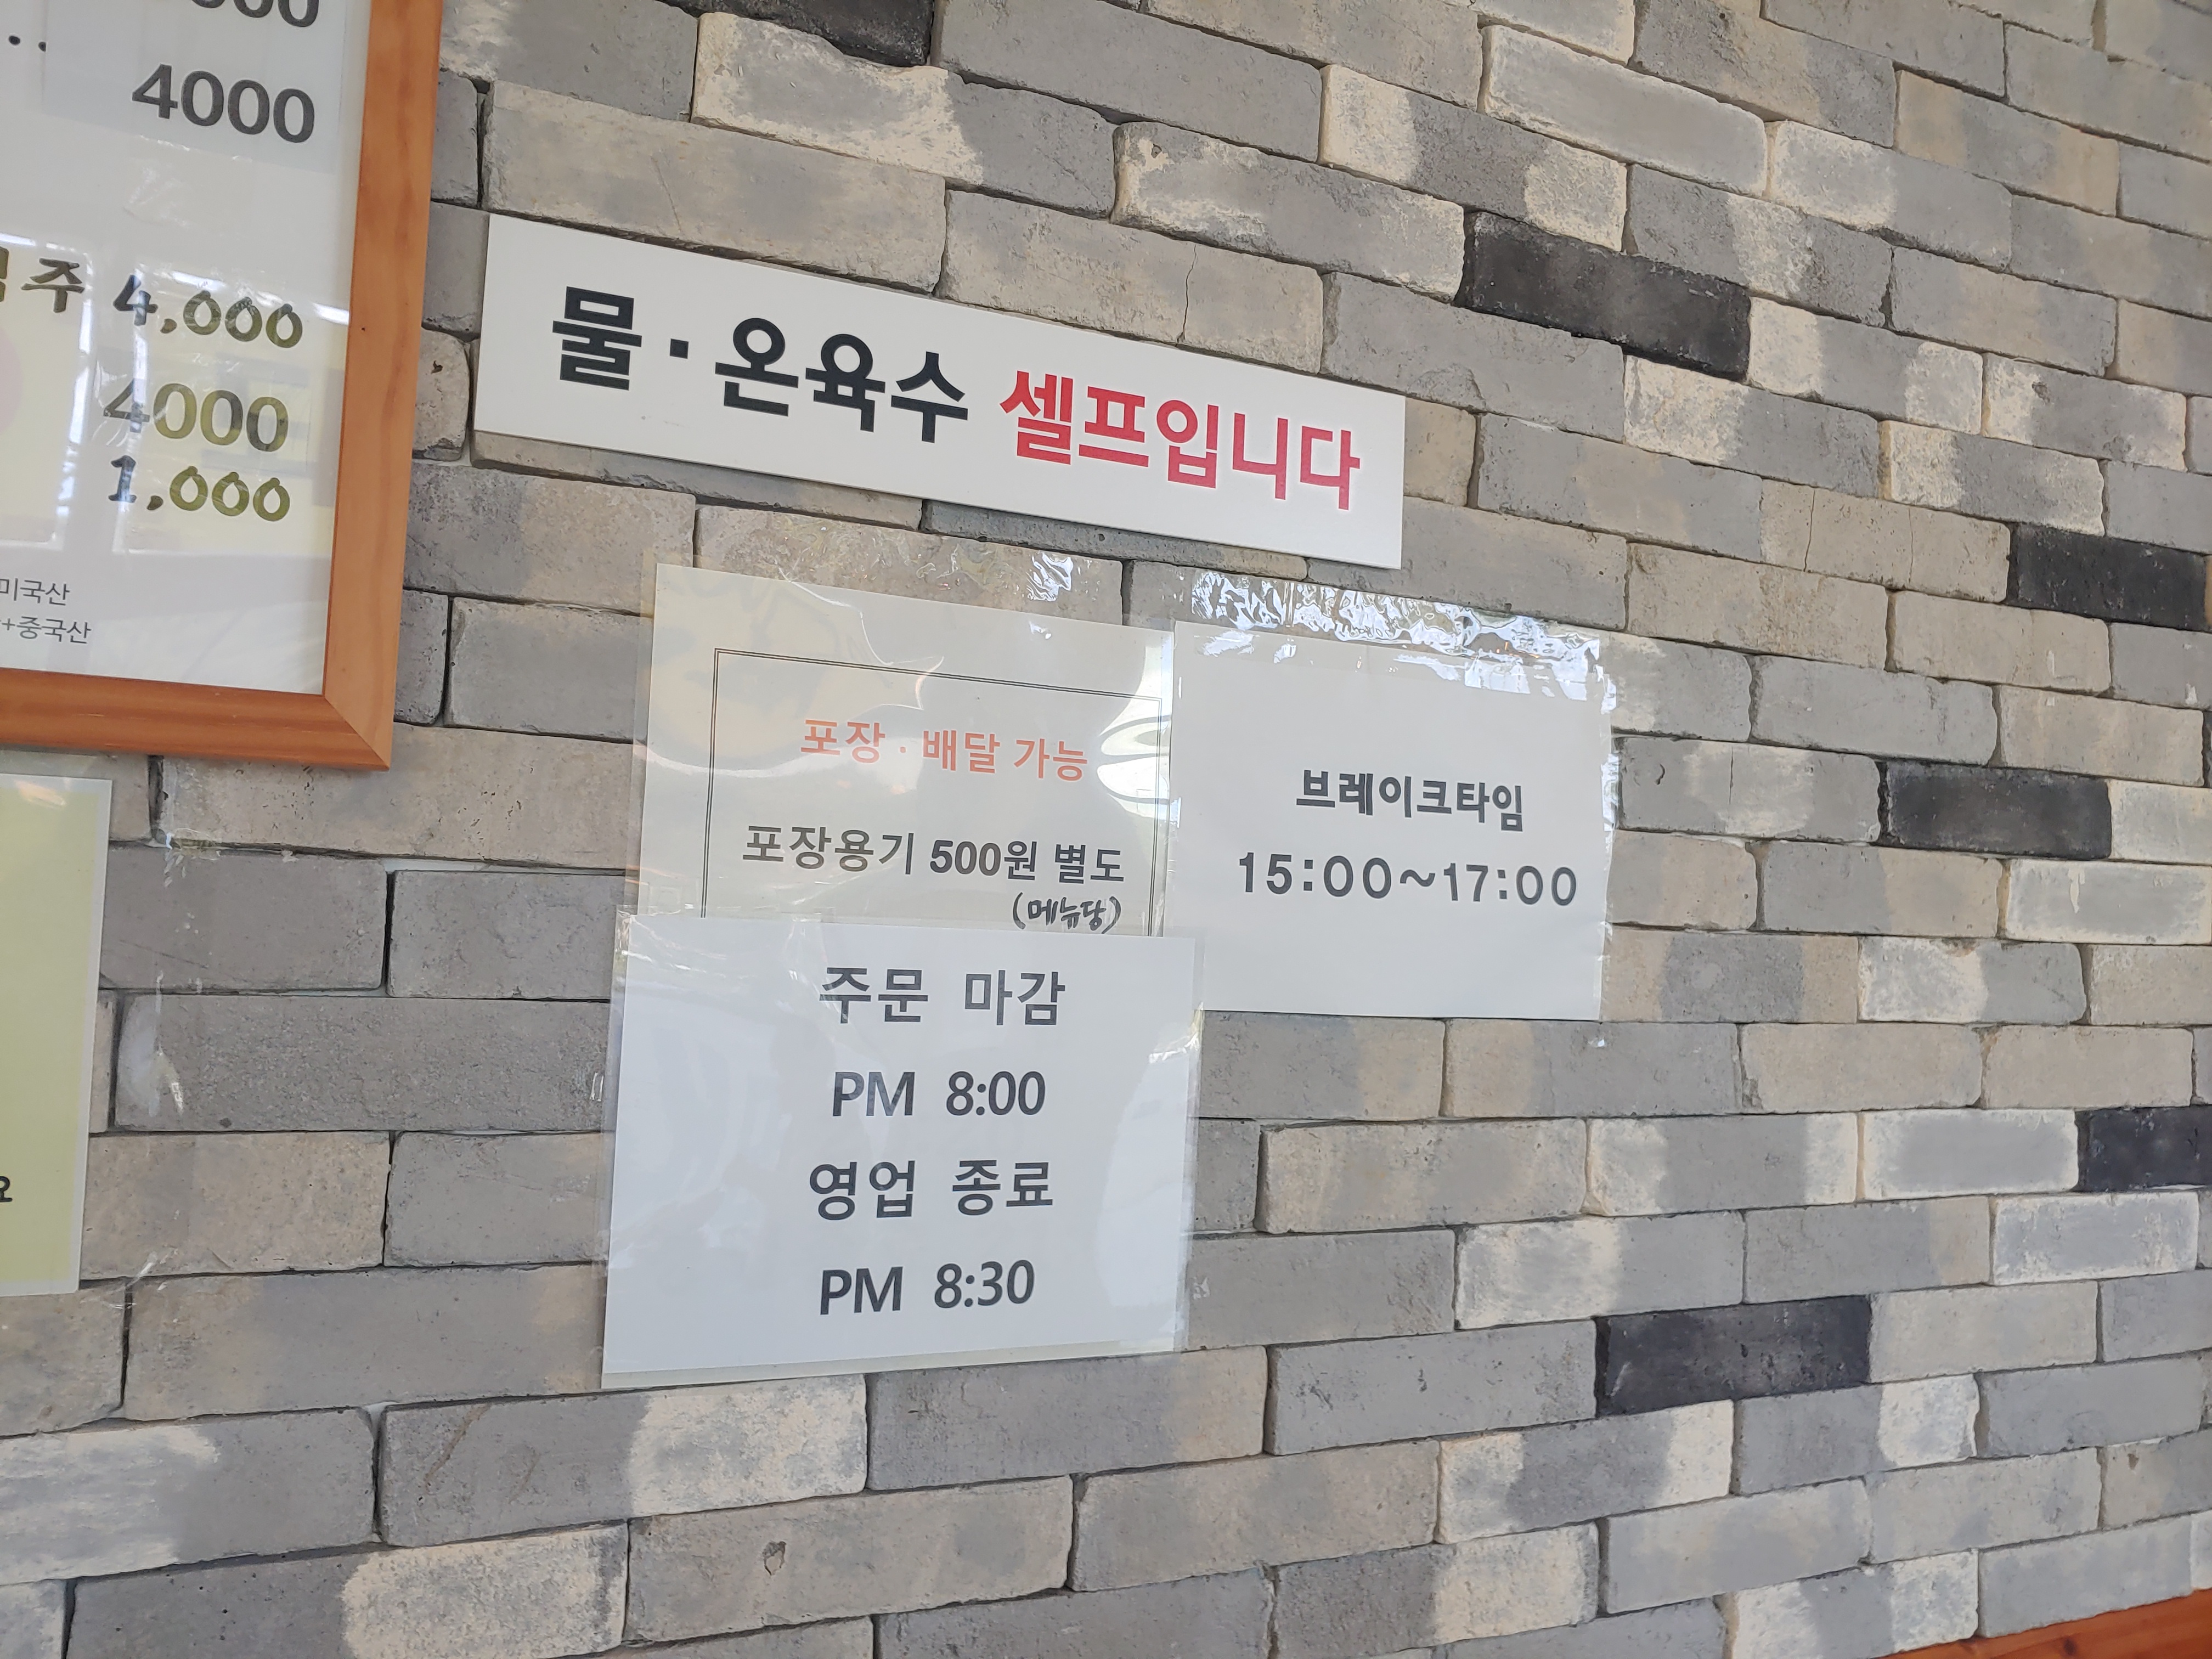 4000
주 4,000
4000
1,000
미국산
+중국산
물·온육수 셀프입니다
포장·배달 가능
포장용기 500원 별도
(메뉴당)
브레이크타임
15:00~17:00
주문 마감
PM 8:00
영업 종료
PM 8:30
요